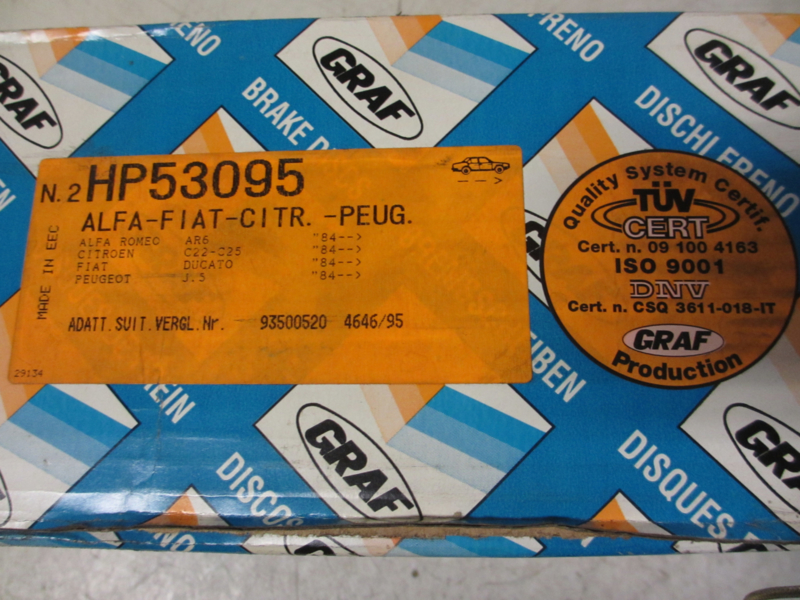 GRAF
BRAKE D
FRENO
GRAF
DISCHI FRENO
GRAF
N.2 HP53095
-->
ALFA-FIAT-CITR.-PEUG.
ALFA ROMEO AR6 "84-->
CITROEN C22-C25 "84-->
FIAT DUCATO "84-->
PEUGEOT J.5 "84-->
MADE IN EEC
ADATT.SUIT.VERGL.Nr. 93500520 4646/95
29134
Quality System Certif.
TÜV
CERT
Cert. n. 09 100 4163
ISO 9001
DNV
Cert. n. CSQ 3611-018-IT
GRAF
Production
EIBEN
DISCOS
GRAF
DISQUES
FRENO